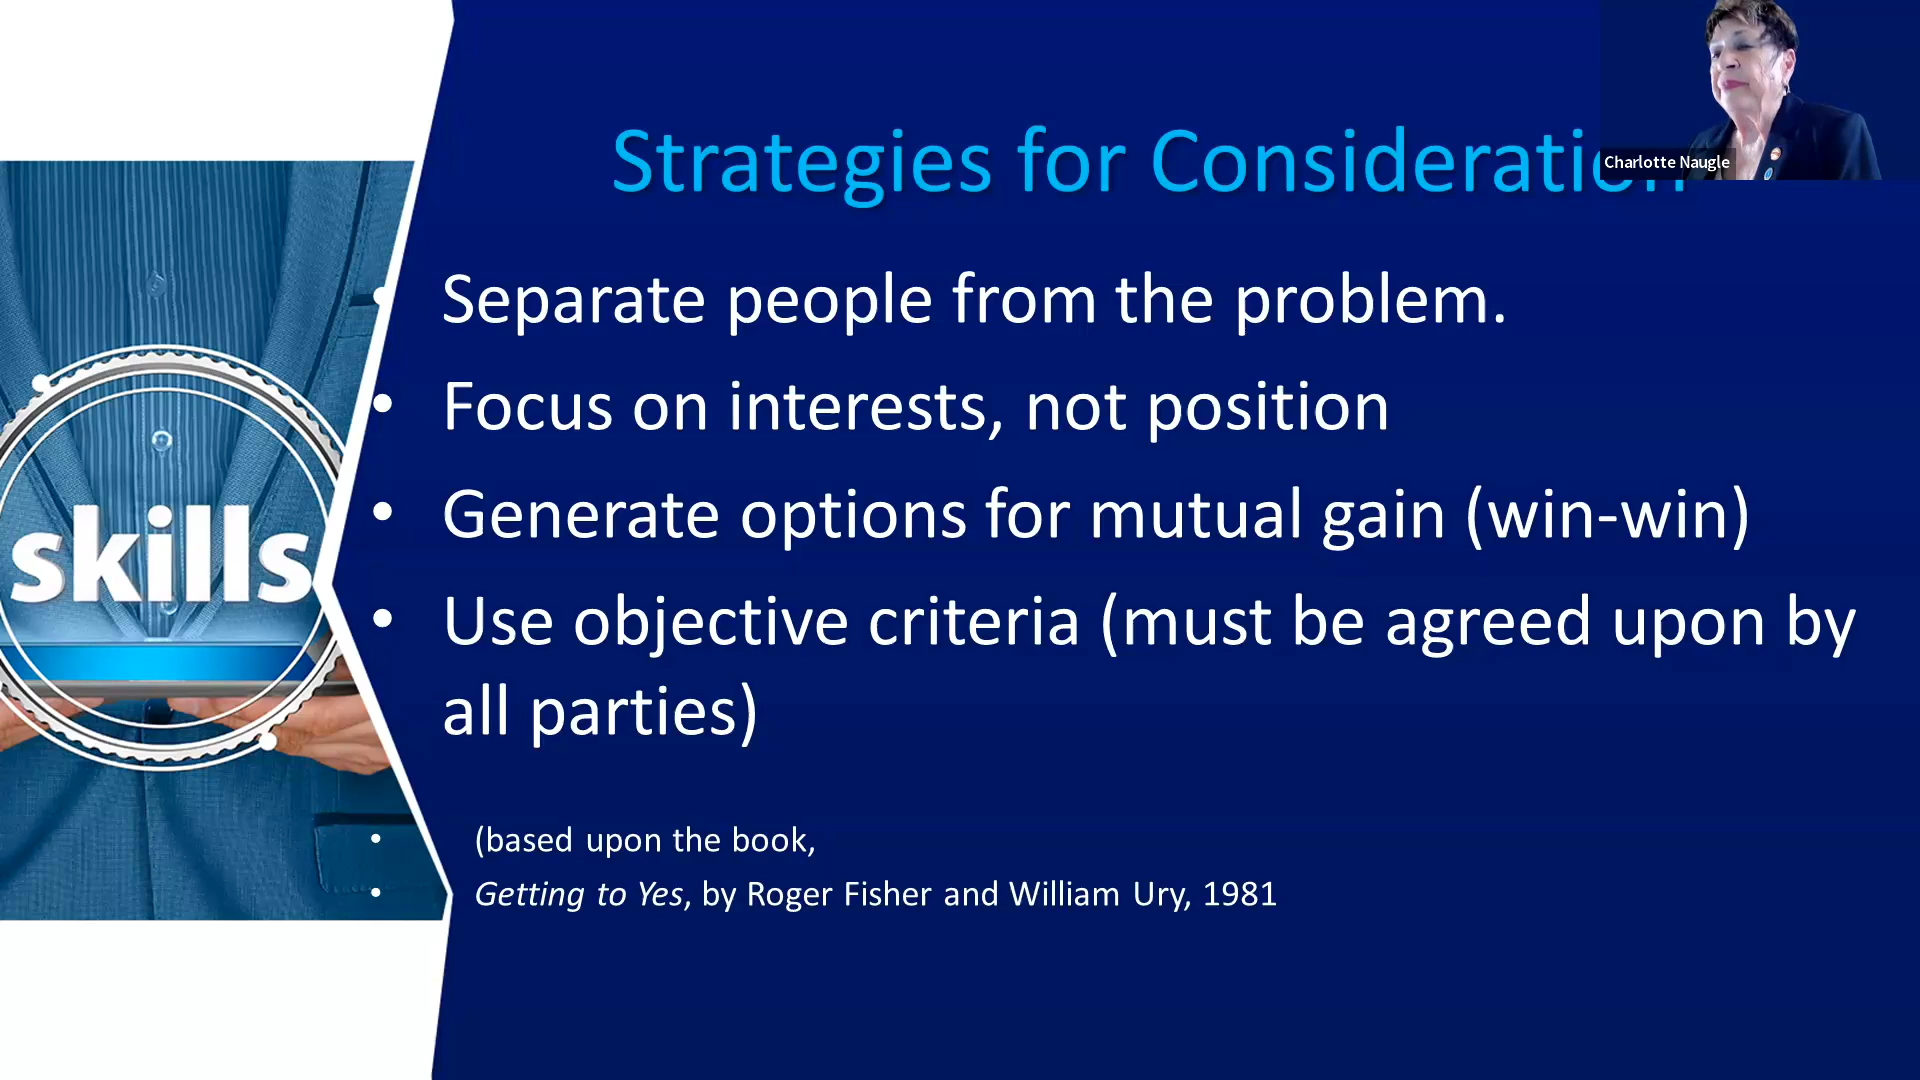 Strategies for Consideration
Charlotte Naugle
• Separate people from the problem.
• Focus on interests, not position
• Generate options for mutual gain (win-win)
• Use objective criteria (must be agreed upon by
all parties)
skills
• (based upon the book,
• Getting to Yes, by Roger Fisher and William Ury, 1981